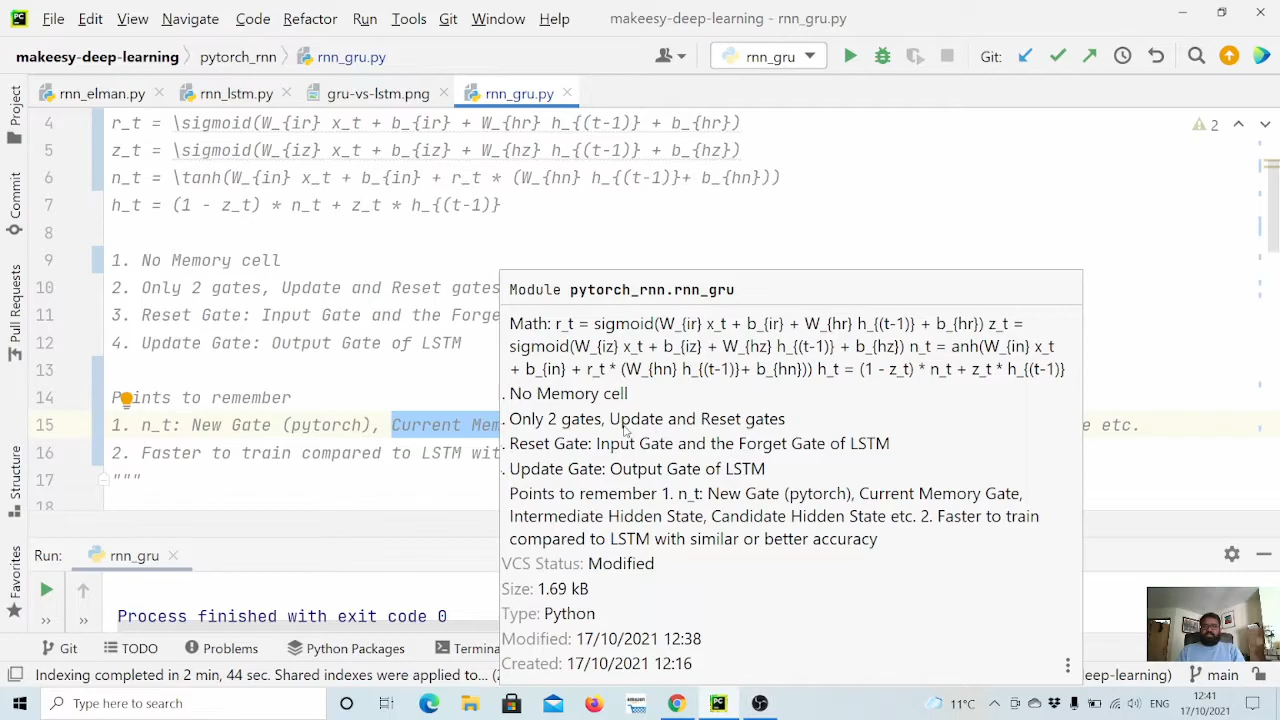 File Edit View Navigate Code Refactor Run Tools Git Window Help makeesy-deep-learning - rnn_gru.py
makeesy-deep-learning pytorch_rnn rnn_gru.py rnn_gru Git:
rnn_elman.py rnn_lstm.py gru-vs-lstm.png rnn_gru.py
Project
Commit
Pull Requests
Structure
Favorites
4 r_t = \sigmoid(W_{ir} x_t + b_{ir} + W_{hr} h_{(t-1)} + b_{hr}) 2
5 z_t = \sigmoid(W_{iz} x_t + b_{iz} + W_{hz} h_{(t-1)} + b_{hz})
6 n_t = \tanh(W_{in} x_t + b_{in} + r_t * (W_{hn} h_{(t-1)}+ b_{hn}))
7 h_t = (1 - z_t) * n_t + z_t * h_{(t-1)}
8
9 1. No Memory cell
10 2. Only 2 gates, Update and Reset gates
11 3. Reset Gate: Input Gate and the Forge
12 4. Update Gate: Output Gate of LSTM
13
14 Points to remember
15 1. n_t: New Gate (pytorch), Current Mem e etc.
16 2. Faster to train compared to LSTM wit
17 """
18
Module pytorch_rnn.rnn_gru
Math: r_t = sigmoid(W_{ir} x_t + b_{ir} + W_{hr} h_{(t-1)} + b_{hr}) z_t =
sigmoid(W_{iz} x_t + b_{iz} + W_{hz} h_{(t-1)} + b_{hz}) n_t = anh(W_{in} x_t
+ b_{in} + r_t * (W_{hn} h_{(t-1)}+ b_{hn})) h_t = (1 - z_t) * n_t + z_t * h_{(t-1)}
. No Memory cell
. Only 2 gates, Update and Reset gates
. Reset Gate: Input Gate and the Forget Gate of LSTM
. Update Gate: Output Gate of LSTM
Points to remember 1. n_t: New Gate (pytorch), Current Memory Gate,
Intermediate Hidden State, Candidate Hidden State etc. 2. Faster to train
compared to LSTM with similar or better accuracy
VCS Status: Modified
Size: 1.69 kB
Type: Python
Modified: 17/10/2021 12:38
Created: 17/10/2021 12:16
Run: rnn_gru
Process finished with exit code 0
Git TODO Problems Python Packages Termina
Indexing completed in 2 min, 44 sec. Shared indexes were applied to... (2 deep-learning) main
Type here to search 11°C ENG 12:41
17/10/2021